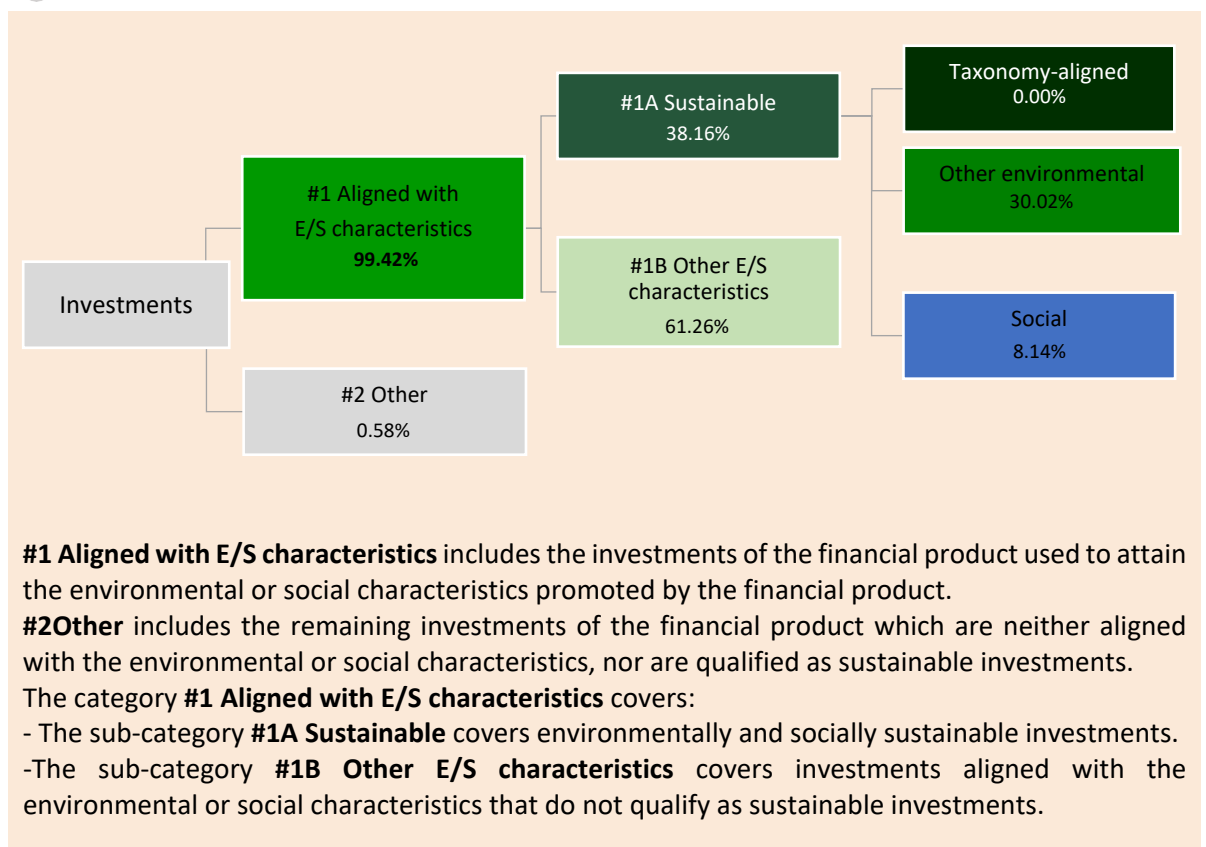 Investments
#1 Aligned with
E/S characteristics
99.42%
#2 Other
0.58%
#1A Sustainable
38.16%
#1B Other E/S
characteristics
61.26%
Taxonomy-aligned
0.00%
Other environmental
30.02%
Social
8.14%
#1 Aligned with E/S characteristics includes the investments of the financial product used to attain
the environmental or social characteristics promoted by the financial product.
#2Other includes the remaining investments of the financial product which are neither aligned
with the environmental or social characteristics, nor are qualified as sustainable investments.
The category #1 Aligned with E/S characteristics covers:
- The sub-category #1A Sustainable covers environmentally and socially sustainable investments.
-The sub-category #1B Other E/S characteristics covers investments aligned with the
environmental or social characteristics that do not qualify as sustainable investments.